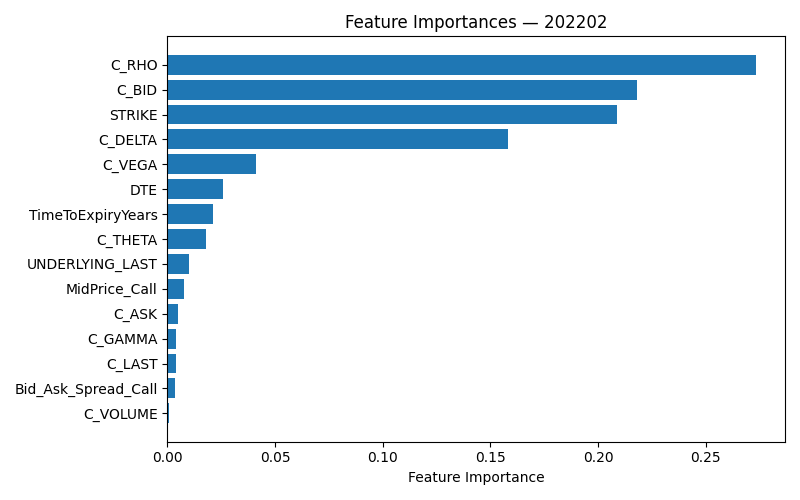 Feature Importances — 202202
C_RHO
C_BID
STRIKE
C_DELTA
C_VEGA
DTE
TimeToExpiryYears
C_THETA
UNDERLYING_LAST
MidPrice_Call
C_ASK
C_GAMMA
C_LAST
Bid_Ask_Spread_Call
C_VOLUME
0.00 0.05 0.10 0.15 0.20 0.25
Feature Importance